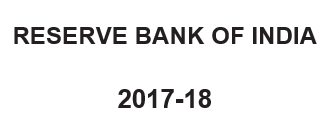 RESERVE BANK OF INDIA
2017-18